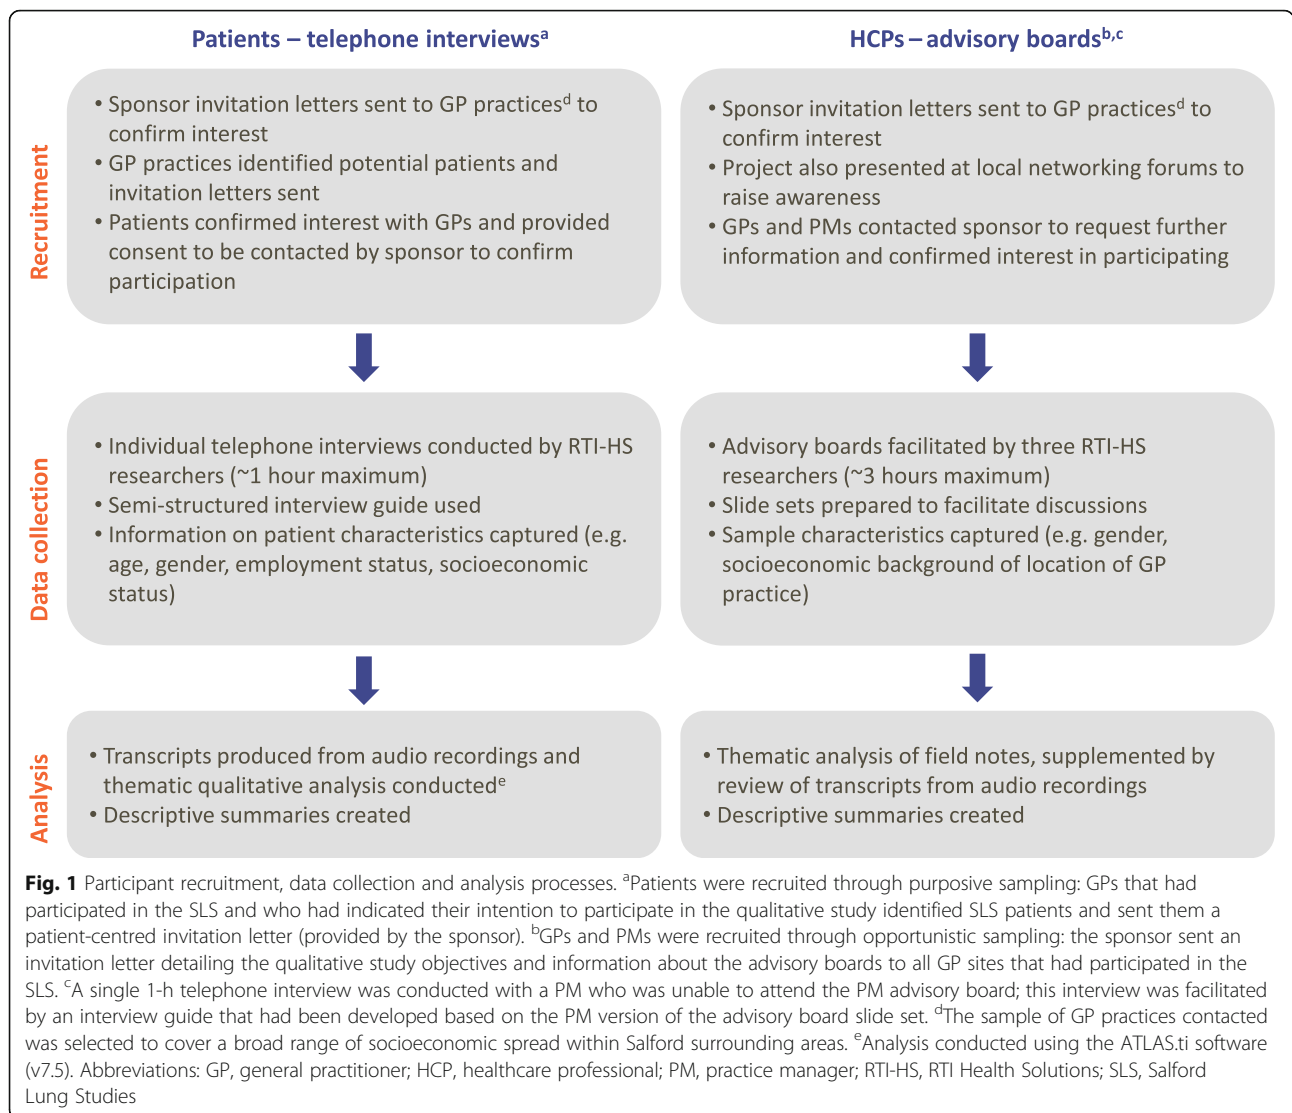 Patients – telephone interviewsᵃ
HCPs – advisory boardsᵇ,ᶜ
Recruitment
• Sponsor invitation letters sent to GP practicesᵈ to
confirm interest
• GP practices identified potential patients and
invitation letters sent
• Patients confirmed interest with GPs and provided
consent to be contacted by sponsor to confirm
participation
• Sponsor invitation letters sent to GP practicesᵈ to
confirm interest
• Project also presented at local networking forums to
raise awareness
• GPs and PMs contacted sponsor to request further
information and confirmed interest in participating
Data collection
• Individual telephone interviews conducted by RTI-HS
researchers (~1 hour maximum)
• Semi-structured interview guide used
• Information on patient characteristics captured (e.g.
age, gender, employment status, socioeconomic
status)
• Advisory boards facilitated by three RTI-HS
researchers (~3 hours maximum)
• Slide sets prepared to facilitate discussions
• Sample characteristics captured (e.g. gender,
socioeconomic background of location of GP
practice)
Analysis
• Transcripts produced from audio recordings and
thematic qualitative analysis conductedᵉ
• Descriptive summaries created
• Thematic analysis of field notes, supplemented by
review of transcripts from audio recordings
• Descriptive summaries created
Fig. 1 Participant recruitment, data collection and analysis processes. ᵃPatients were recruited through purposive sampling: GPs that had
participated in the SLS and who had indicated their intention to participate in the qualitative study identified SLS patients and sent them a
patient-centred invitation letter (provided by the sponsor). ᵇGPs and PMs were recruited through opportunistic sampling: the sponsor sent an
invitation letter detailing the qualitative study objectives and information about the advisory boards to all GP sites that had participated in the
SLS. ᶜA single 1-h telephone interview was conducted with a PM who was unable to attend the PM advisory board; this interview was facilitated
by an interview guide that had been developed based on the PM version of the advisory board slide set. ᵈThe sample of GP practices contacted
was selected to cover a broad range of socioeconomic spread within Salford surrounding areas. ᵉAnalysis conducted using the ATLAS.ti software
(v7.5). Abbreviations: GP, general practitioner; HCP, healthcare professional; PM, practice manager; RTI-HS, RTI Health Solutions; SLS, Salford
Lung Studies